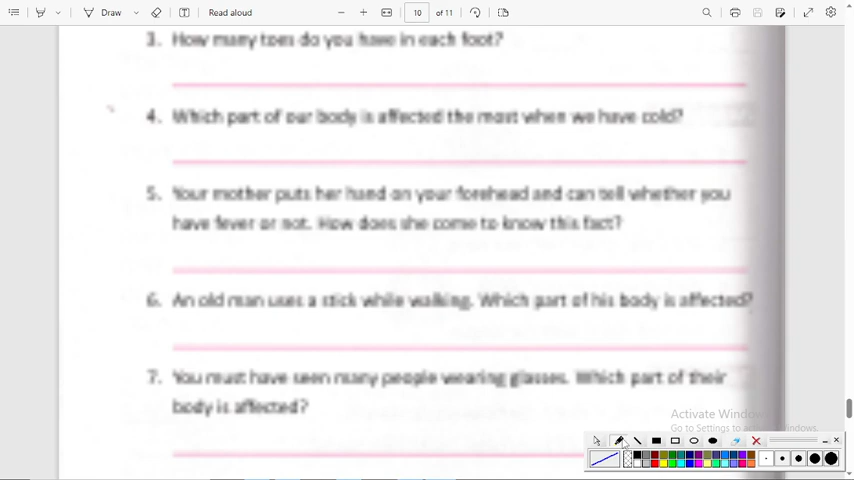 Draw
Read aloud
10 of 11
3. How many toes do you have in each foot?
4. Which part of our body is affected the most when we have cold?
5. Your mother puts her hand on your forehead and can tell whether you
have fever or not. How does she come to know this fact?
6. An old man uses a stick while walking. Which part of his body is affected?
7. You must have seen many people wearing glasses. Which part of their
body is affected?
Activate Windows
Go to Settings to activate Windows.